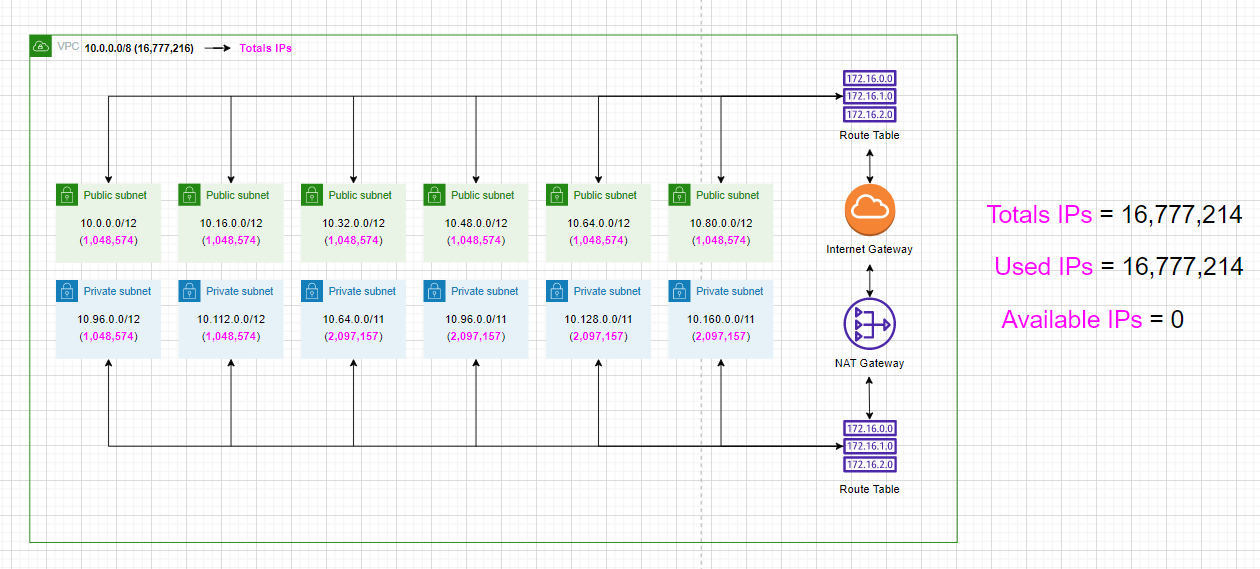 VPC 10.0.0.0/8 (16,777,216) Totals IPs
172.16.0.0
172.16.1.0
172.16.2.0
Route Table
Public subnet Public subnet Public subnet Public subnet Public subnet Public subnet
10.0.0.0/12 10.16.0.0/12 10.32.0.0/12 10.48.0.0/12 10.64.0.0/12 10.80.0.0/12
(1,048,574) (1,048,574) (1,048,574) (1,048,574) (1,048,574) (1,048,574)
Internet Gateway
Private subnet Private subnet Private subnet Private subnet Private subnet Private subnet
10.96.0.0/12 10.112.0.0/12 10.64.0.0/11 10.96.0.0/11 10.128.0.0/11 10.160.0.0/11
(1,048,574) (1,048,574) (2,097,157) (2,097,157) (2,097,157) (2,097,157)
NAT Gateway
172.16.0.0
172.16.1.0
172.16.2.0
Route Table
Totals IPs = 16,777,214
Used IPs = 16,777,214
Available IPs = 0